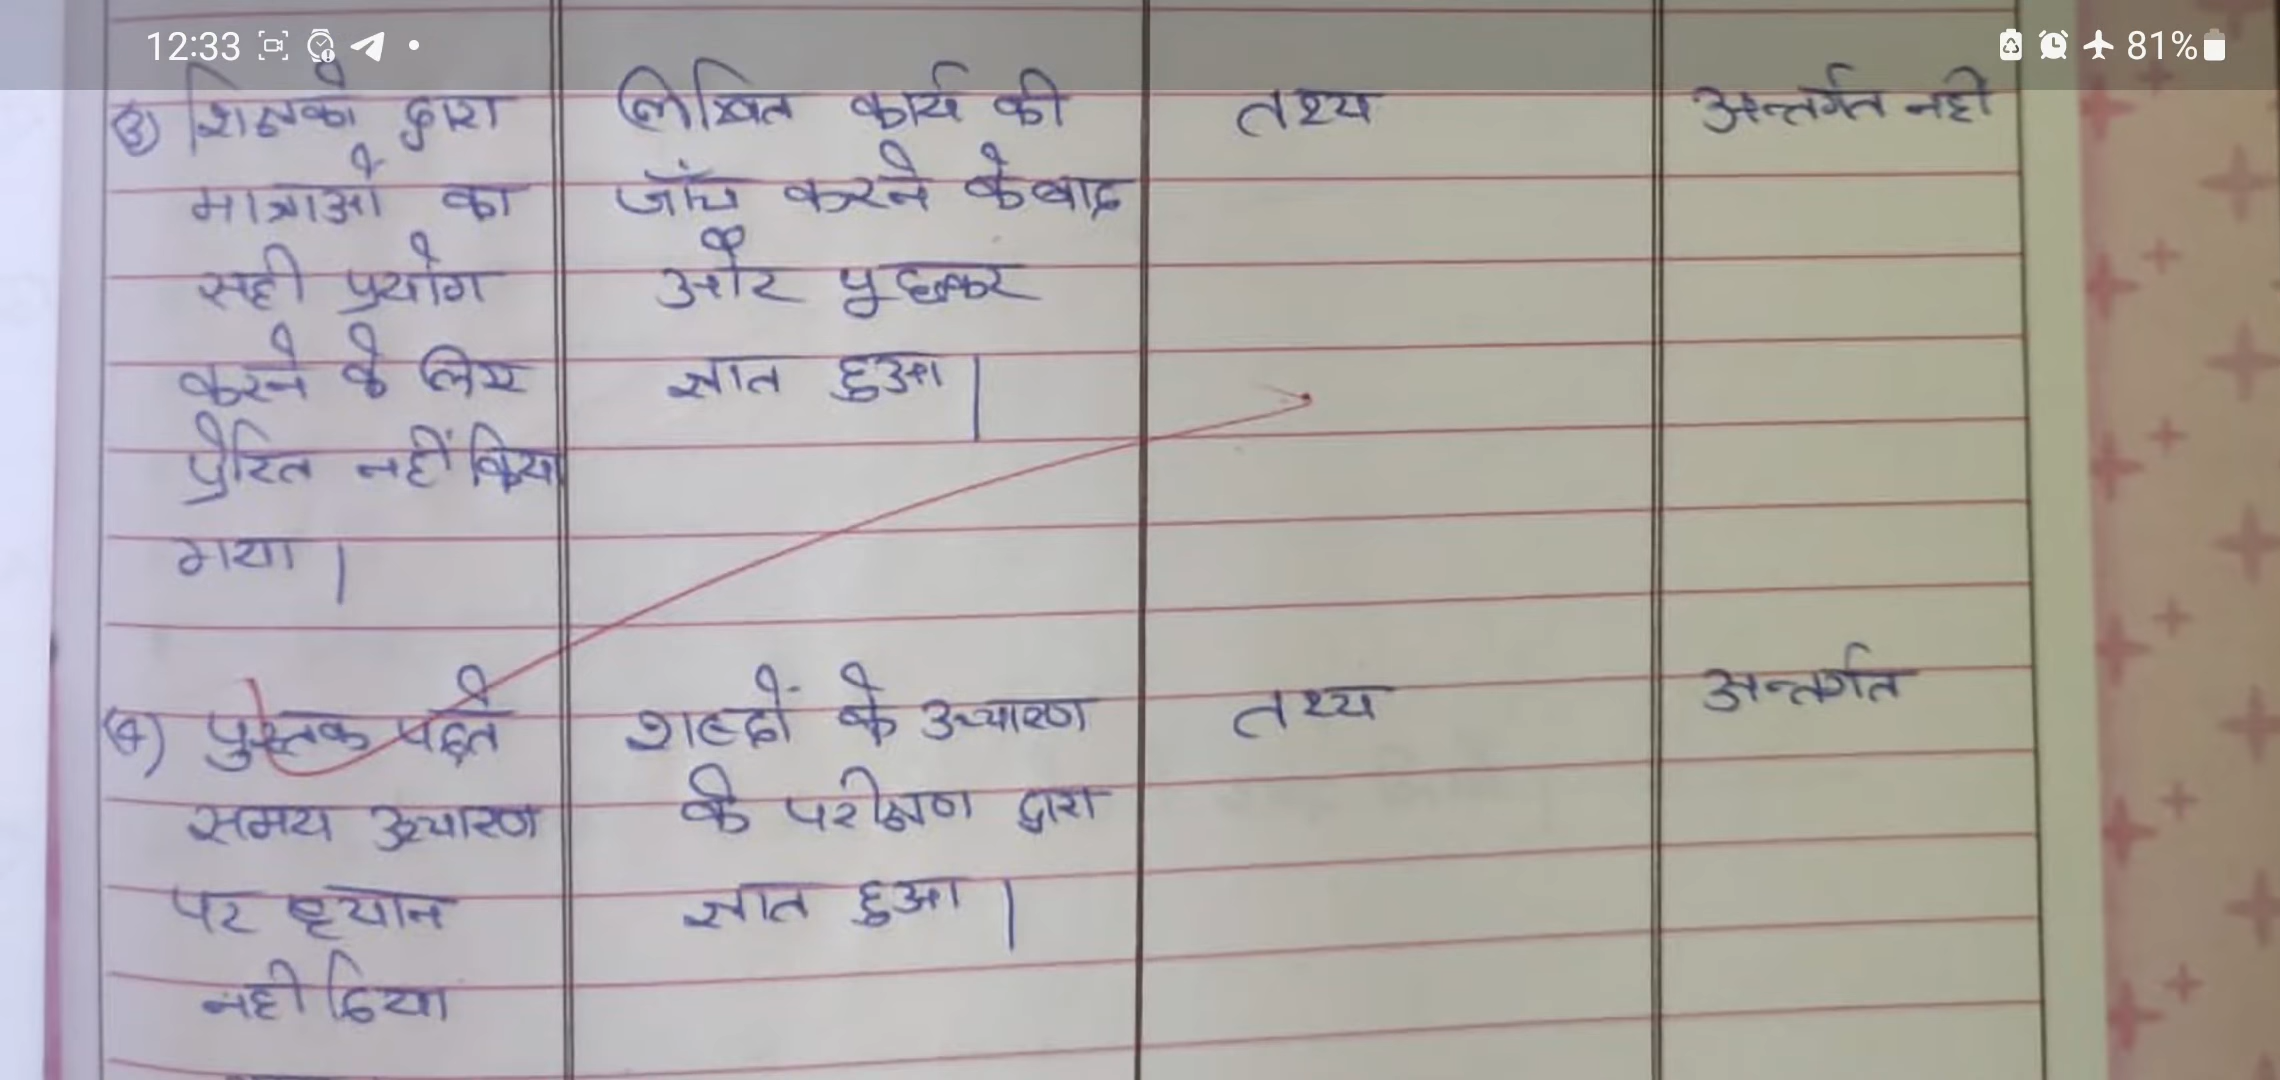 12:33
81%
(3) शिक्षको द्वारा
मात्राओं का
सही प्रयोग
करने के लिए
प्रेरित नहीं किया
गया।
लिखित कार्य की
जाँच करने के बाद
और पुछकर
ज्ञात हुआ।
तथ्य
अन्तर्गत नही
(4) पुस्तक पढ़ते
समय उच्चारण
पर ध्यान
नही दिया
शब्दों के उच्चारण
के परीक्षण द्वारा
ज्ञात हुआ।
तथ्य
अन्तर्गत